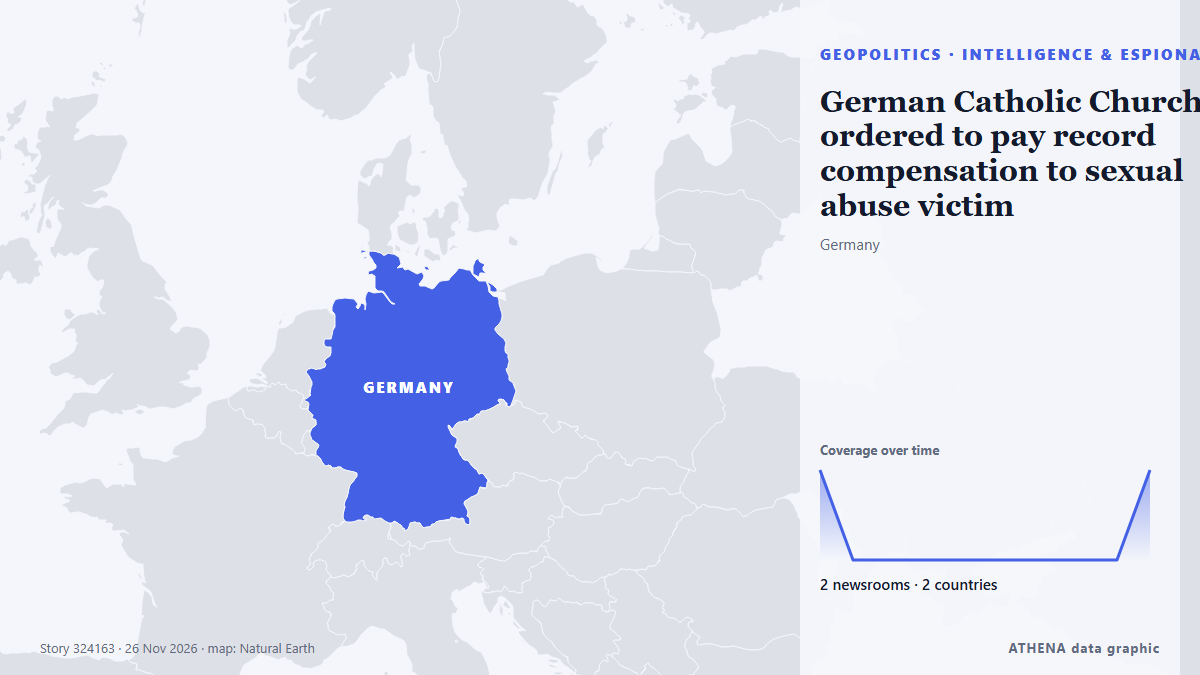 GEOPOLITICS · INTELLIGENCE & ESPIONA
German Catholic Church
ordered to pay record
compensation to sexual
abuse victim
Germany
GERMANY
Coverage over time
2 newsrooms · 2 countries
Story 324163 · 26 Nov 2026 · map: Natural Earth
ATHENA data graphic